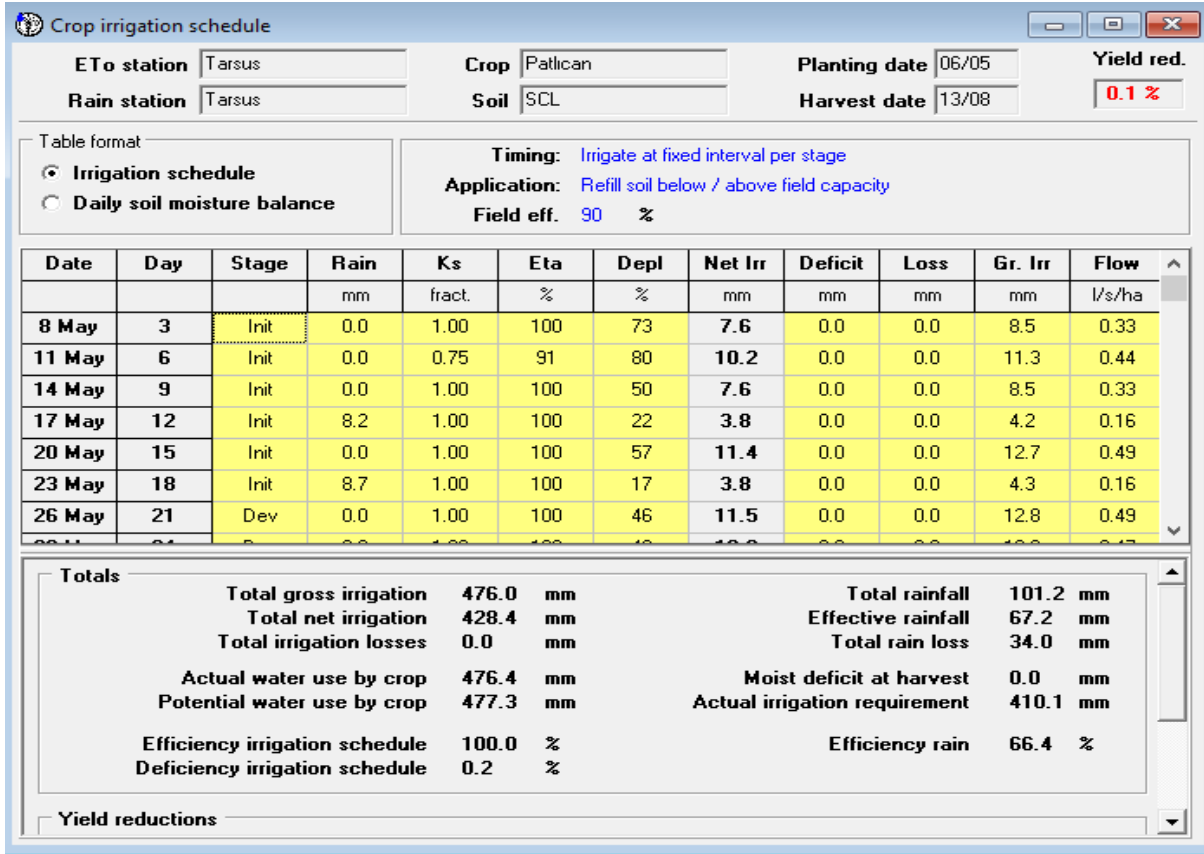 Crop irrigation schedule
ETo station Tarsus Crop Patlican Planting date 06/05 Yield red.
Rain station Tarsus Soil SCL Harvest date 13/08 0.1 %
Table format
Irrigation schedule
Daily soil moisture balance
Timing: Irrigate at fixed interval per stage
Application: Refill soil below / above field capacity
Field eff. 90 %
Date Day Stage Rain Ks Eta Depl Net Irr Deficit Loss Gr. Irr Flow
mm fract. % % mm mm mm mm l/s/ha
8 May 3 Init 0.0 1.00 100 73 7.6 0.0 0.0 8.5 0.33
11 May 6 Init 0.0 0.75 91 80 10.2 0.0 0.0 11.3 0.44
14 May 9 Init 0.0 1.00 100 50 7.6 0.0 0.0 8.5 0.33
17 May 12 Init 8.2 1.00 100 22 3.8 0.0 0.0 4.2 0.16
20 May 15 Init 0.0 1.00 100 57 11.4 0.0 0.0 12.7 0.49
23 May 18 Init 8.7 1.00 100 17 3.8 0.0 0.0 4.3 0.16
26 May 21 Dev 0.0 1.00 100 46 11.5 0.0 0.0 12.8 0.49
Totals
Total gross irrigation 476.0 mm Total rainfall 101.2 mm
Total net irrigation 428.4 mm Effective rainfall 67.2 mm
Total irrigation losses 0.0 mm Total rain loss 34.0 mm
Actual water use by crop 476.4 mm Moist deficit at harvest 0.0 mm
Potential water use by crop 477.3 mm Actual irrigation requirement 410.1 mm
Efficiency irrigation schedule 100.0 % Efficiency rain 66.4 %
Deficiency irrigation schedule 0.2 %
Yield reductions